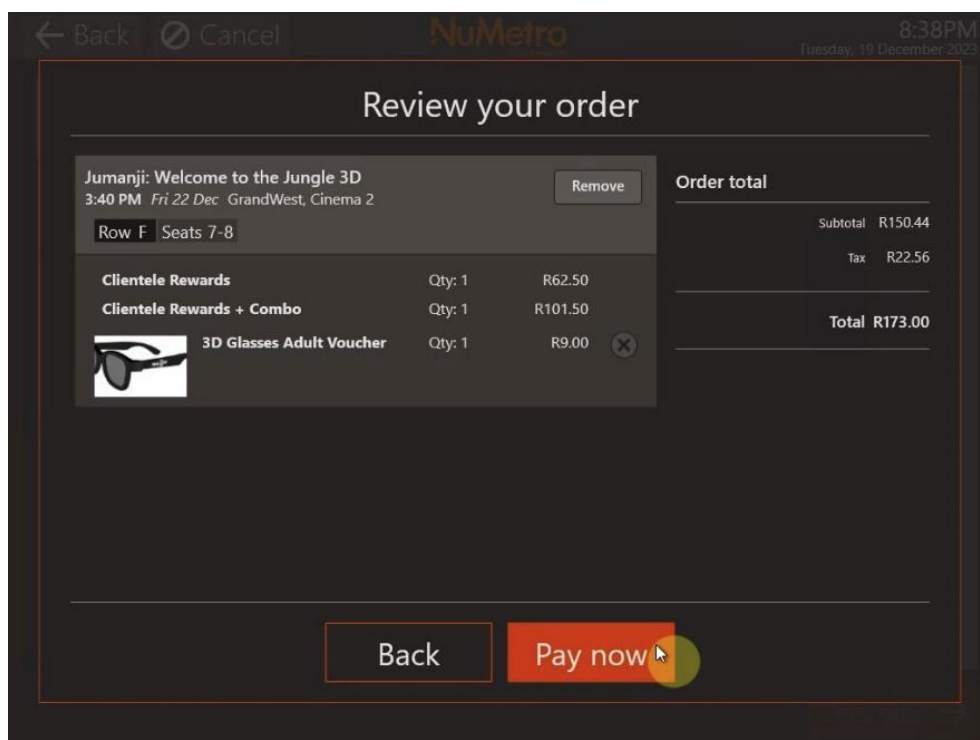 Back Cancel NuMetro 8:38PM
Tuesday, 19 December 2023
Review your order
Jumanji: Welcome to the Jungle 3D
3:40 PM Fri 22 Dec GrandWest, Cinema 2
Remove
Row F Seats 7-8
Clientele Rewards Qty: 1 R62.50
Clientele Rewards + Combo Qty: 1 R101.50
3D Glasses Adult Voucher Qty: 1 R9.00
Order total
Subtotal R150.44
Tax R22.56
Total R173.00
Back Pay now